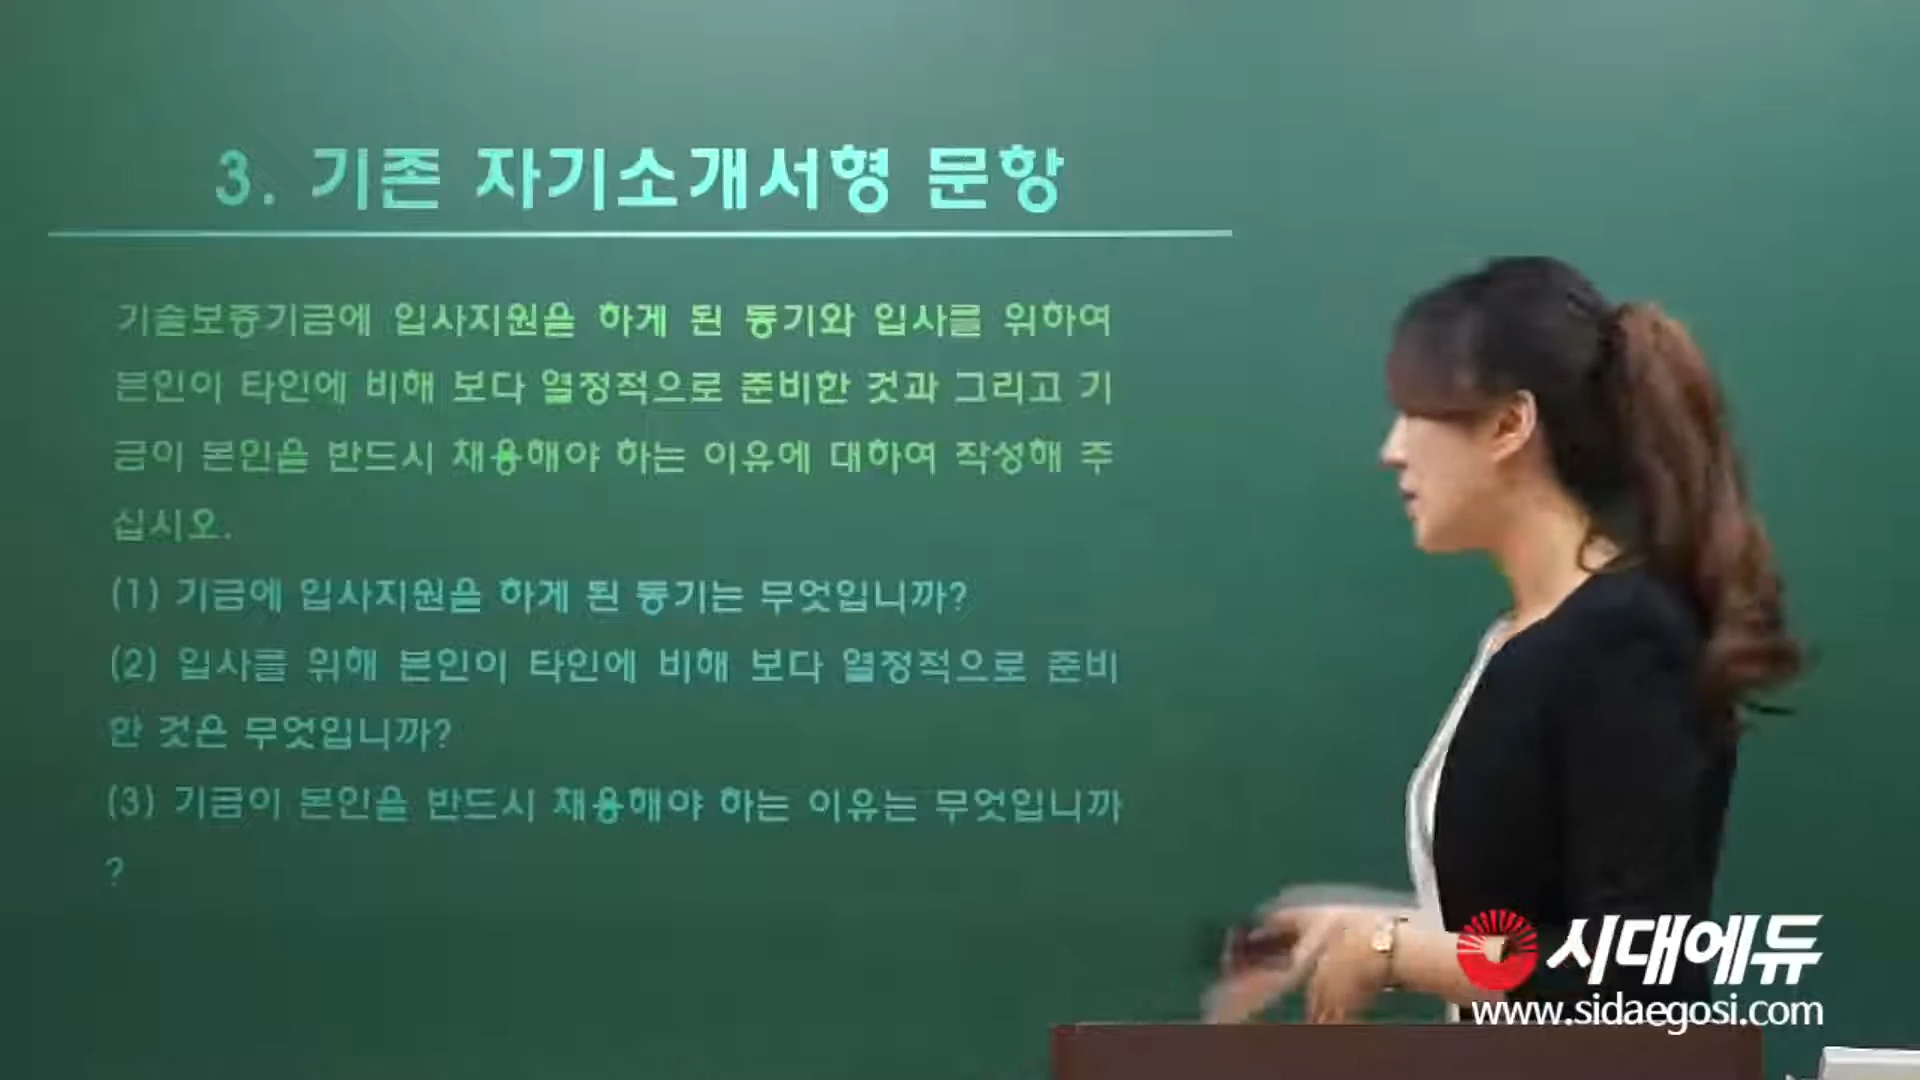 3. 기존 자기소개서형 문항
기술보증기금에 입사지원을 하게 된 동기와 입사를 위하여
본인이 타인에 비해 보다 열정적으로 준비한 것과 그리고 기
금이 본인을 반드시 채용해야 하는 이유에 대하여 작성해 주
십시오.
(1) 기금에 입사지원을 하게 된 동기는 무엇입니까?
(2) 입사를 위해 본인이 타인에 비해 보다 열정적으로 준비
한 것은 무엇입니까?
(3) 기금이 본인을 반드시 채용해야 하는 이유는 무엇입니까
?
시대에듀
www.sidaegosi.com